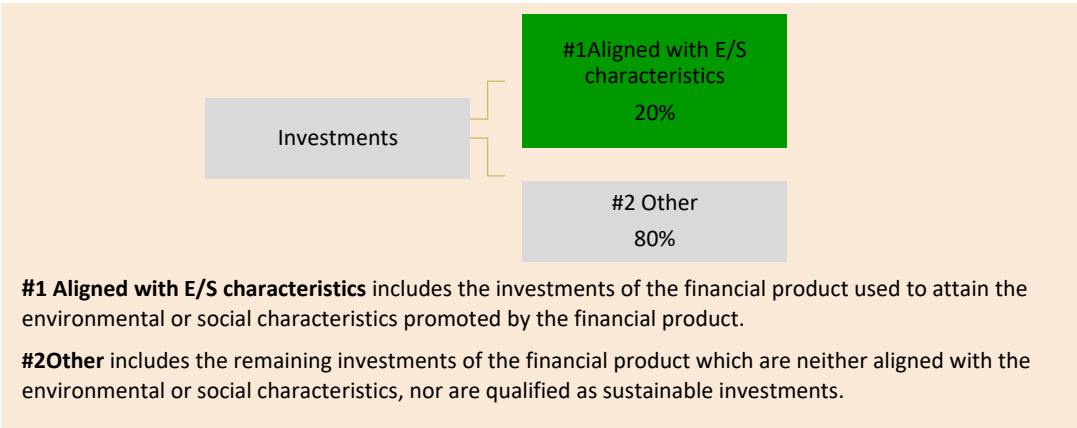 #1Aligned with E/S
characteristics
20%
Investments
#2 Other
80%
#1 Aligned with E/S characteristics includes the investments of the financial product used to attain the
environmental or social characteristics promoted by the financial product.
#2Other includes the remaining investments of the financial product which are neither aligned with the
environmental or social characteristics, nor are qualified as sustainable investments.